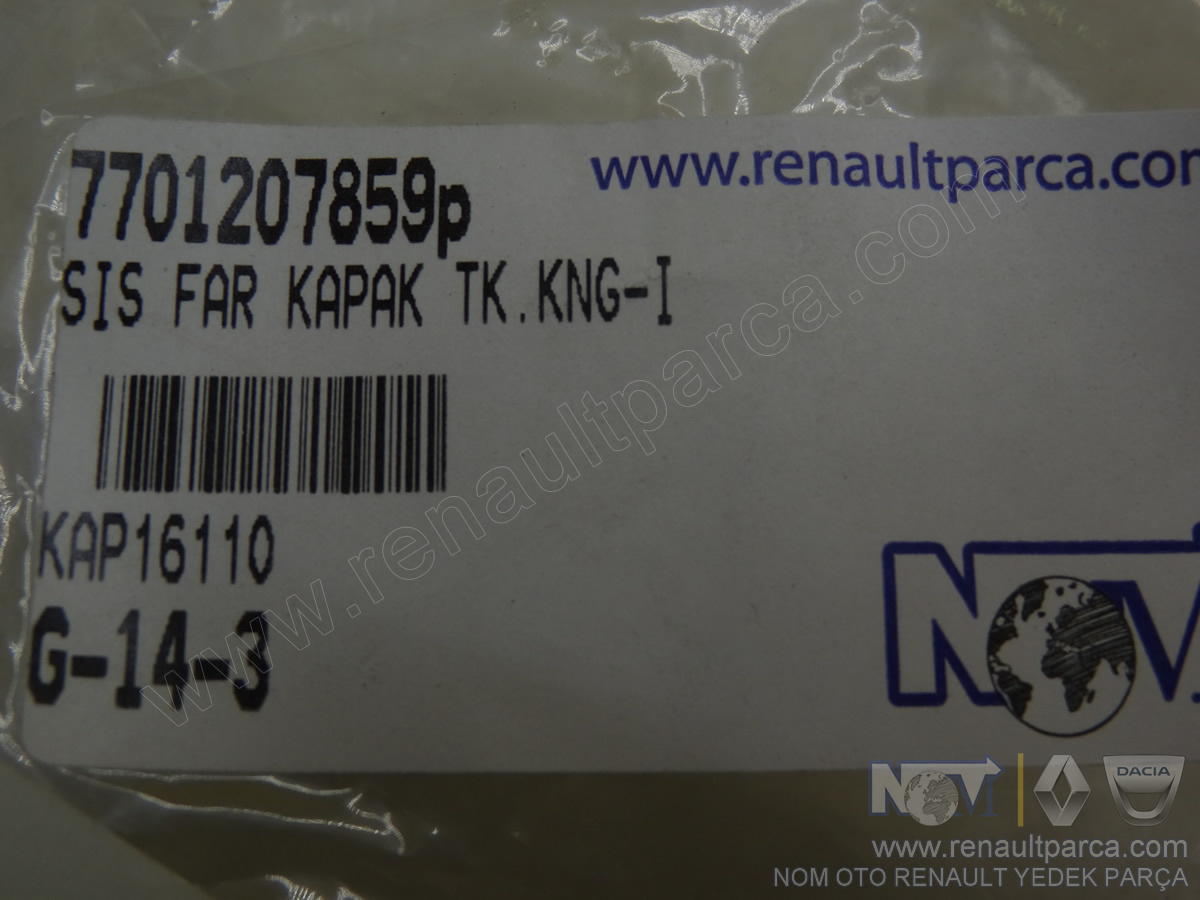 7701207859p
www.renaultparca.com
SIS FAR KAPAK TK.KNG-I
KAP16110
G-14-3
NOM
www.renaultparca.com
NOM
DACIA
www.renaultparca.com
NOM OTO RENAULT YEDEK PARÇA